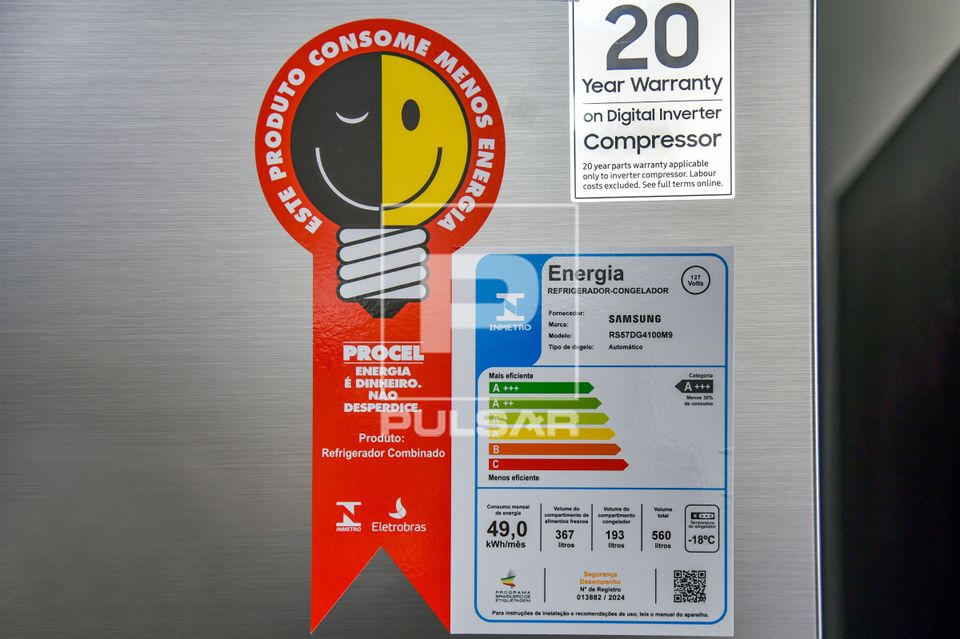 ESTE PRODUTO CONSOME MENOS ENERGIA
PROCEL
ENERGIA
É DINHEIRO.
NÃO
DESPERDICE.
Produto:
Refrigerador Combinado
INMETRO
Eletrobras
20
Year Warranty
on Digital Inverter
Compressor
20 year parts warranty applicable
only to inverter compressor. Labour
costs excluded. See full terms online.
INMETRO
Energia
REFRIGERADOR-CONGELADOR
127
Volts
Fornecedor:
Marca: SAMSUNG
Modelo: RS57DG4100M9
Tipo de degelo: Automático
Mais eficiente
A +++
A ++
A
A
B
C
Menos eficiente
Categoria
A +++
Menos 30%
de consumo
Consumo mensal
de energia
49,0
kWh/mês
Volume do
compartimento de
alimentos frescos
367
litros
Volume do
compartimento
congelador
193
litros
Volume
total
560
litros
Temperatura
do congelador
-18°C
PROGRAMA
BRASILEIRO DE
ETIQUETAGEM
Segurança
Desempenho
N° de Registro
013882 / 2024
Para instruções de instalação e recomendações de uso, leia o manual do aparelho.
P
PULSAR